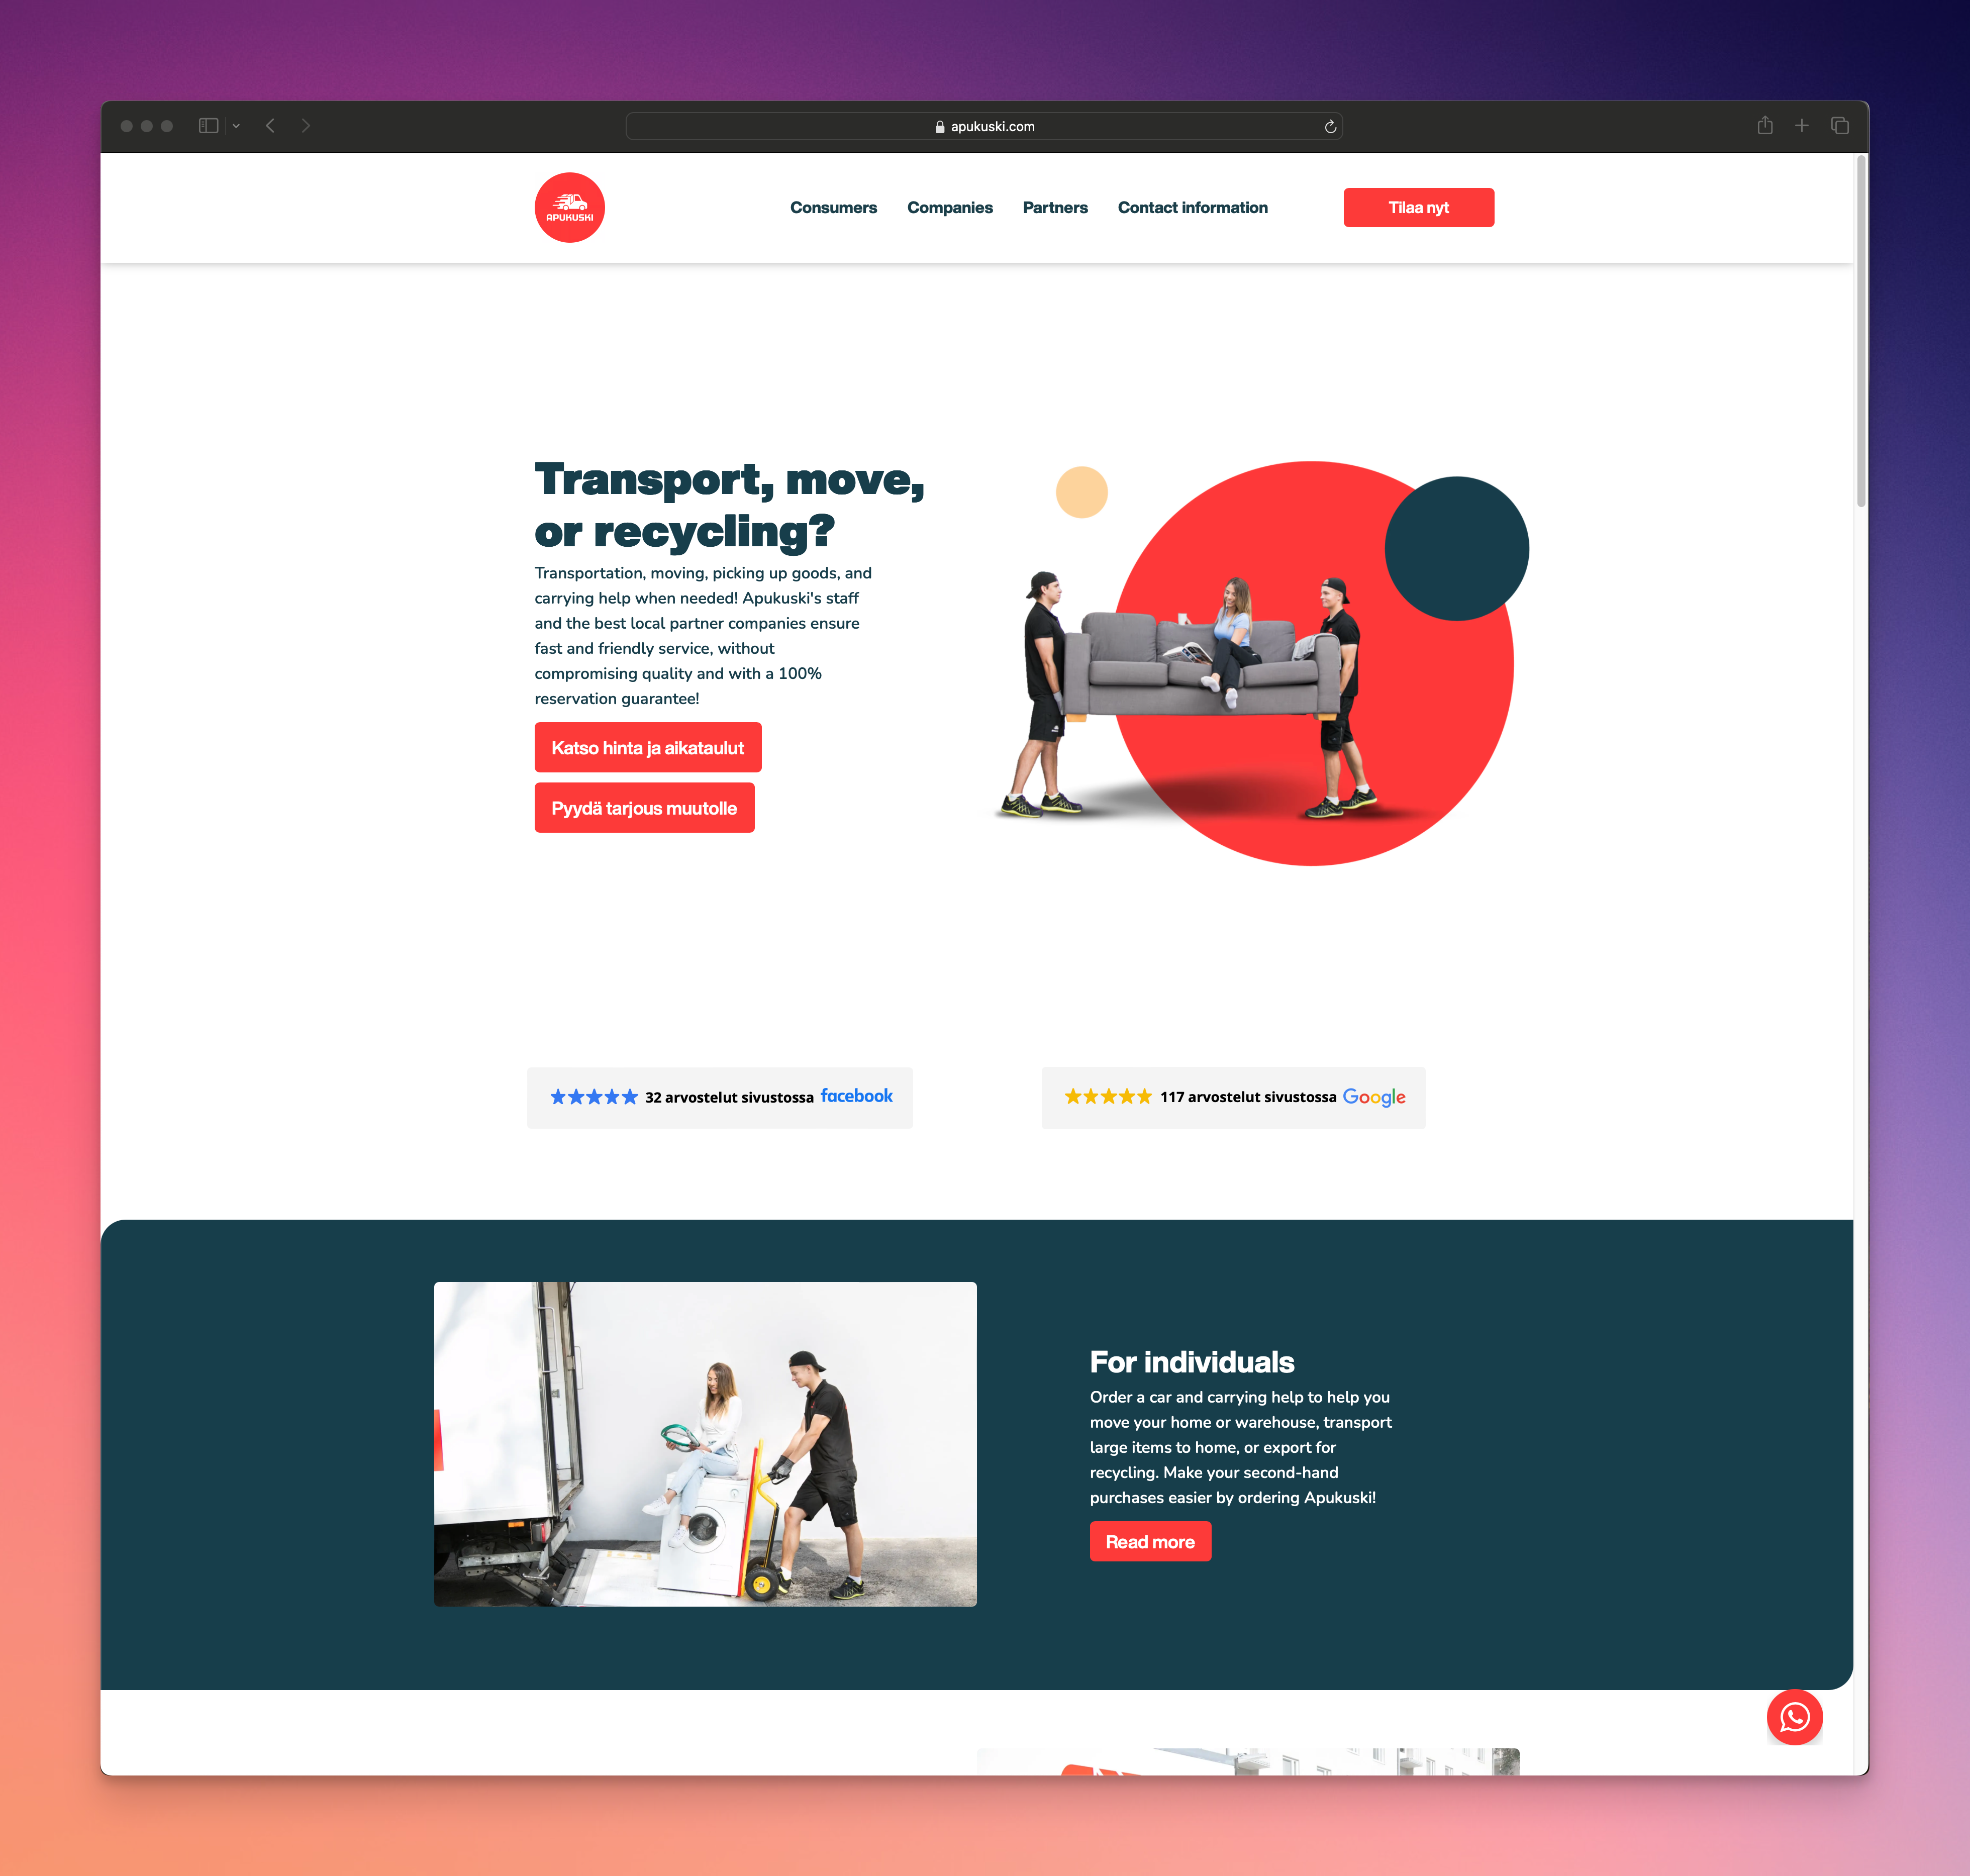 apukuski.com
APUKUSKI
Consumers
Companies
Partners
Contact information
Tilaa nyt
Transport, move,
or recycling?
Transportation, moving, picking up goods, and
carrying help when needed! Apukuski's staff
and the best local partner companies ensure
fast and friendly service, without
compromising quality and with a 100%
reservation guarantee!
Katso hinta ja aikataulut
Pyydä tarjous muutolle
32 arvostelut sivustossa facebook
117 arvostelut sivustossa Google
For individuals
Order a car and carrying help to help you
move your home or warehouse, transport
large items to home, or export for
recycling. Make your second-hand
purchases easier by ordering Apukuski!
Read more